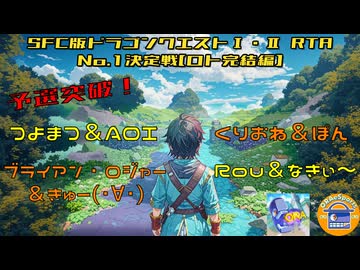 SFC版ドラゴンクエストⅠ・Ⅱ RTA
No.1決定戦[ロト完結編]
予選突破！
つよまつ＆AOI
くりおね＆ぽん
ブライアン・ロジャー
＆きゅー(・∀・)
Rou＆なぎぃ～